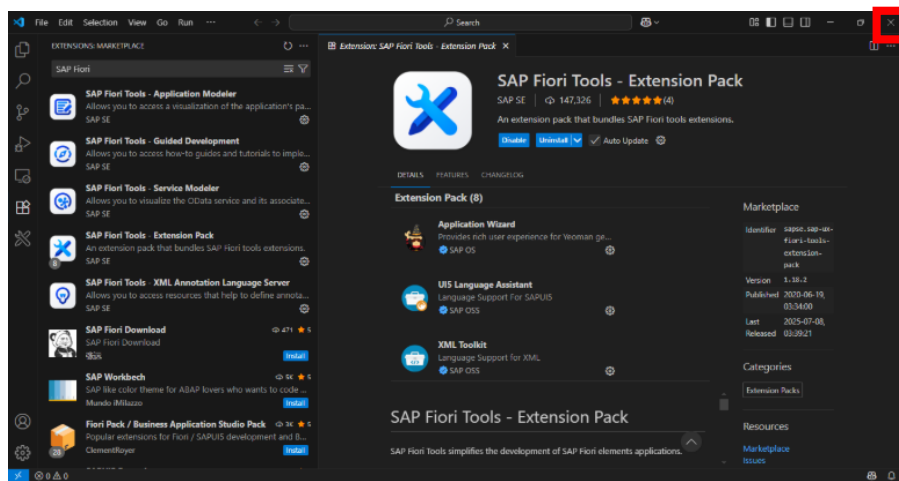 File Edit Selection View Go Run ··· Search
EXTENSIONS: MARKETPLACE
SAP Fiori
SAP Fiori Tools - Application Modeler
Allows you to access a visualization of the application's pa...
SAP SE
SAP Fiori Tools - Guided Development
Allows you to access how-to guides and tutorials to imple...
SAP SE
SAP Fiori Tools - Service Modeler
Allows you to visualize the OData service and its associate...
SAP SE
SAP Fiori Tools - Extension Pack
An extension pack that bundles SAP Fiori tools extensions.
8
SAP SE
SAP Fiori Tools - XML Annotation Language Server
Allows you to access resources that help to define annota...
SAP SE
SAP Fiori Download 471 5
SAP Fiori Download
Install
SAP Workbech 5K 5
SAP like color theme for ABAP lovers who wants to code ...
Mundo iMilazzo Install
Fiori Pack / Business Application Studio Pack 3K 5
Popular extensions for Fiori / SAPUI5 development and B...
28 ClementRoyer Install
Extension: SAP Fiori Tools - Extension Pack
SAP Fiori Tools - Extension Pack
SAP SE 147,326 (4)
An extension pack that bundles SAP Fiori tools extensions.
Disable Uninstall Auto Update
DETAILS FEATURES CHANGELOG
Extension Pack (8)
Application Wizard
Provides rich user experience for Yeoman ge...
SAP OS
UI5 Language Assistant
Language Support For SAPUI5
SAP OSS
XML Toolkit
Language Support for XML,
SAP OSS
SAP Fiori Tools - Extension Pack
SAP Fiori Tools simplifies the development of SAP Fiori elements applications.
Marketplace
Identifier sapse.sap-ux-
fiori-tools-
extension-
pack
Version 1.18.2
Published 2020-06-19,
03:34:00
Last 2025-07-08,
Released 03:39:21
Categories
Extension Packs
Resources
Marketplace
Issues
0 0